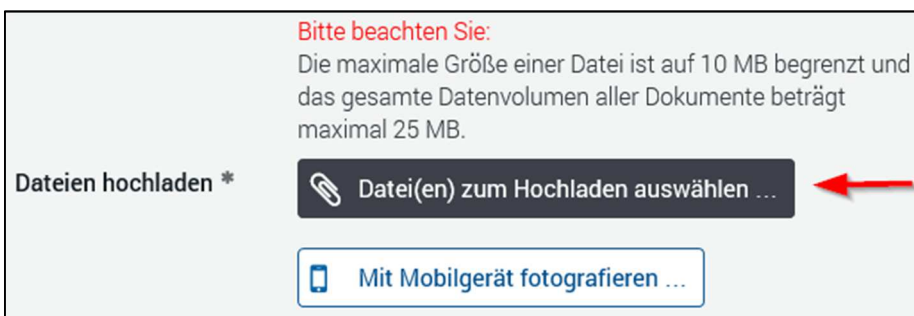 Bitte beachten Sie:
Die maximale Größe einer Datei ist auf 10 MB begrenzt und
das gesamte Datenvolumen aller Dokumente beträgt
maximal 25 MB.
Dateien hochladen *
Datei(en) zum Hochladen auswählen ...
Mit Mobilgerät fotografieren ...